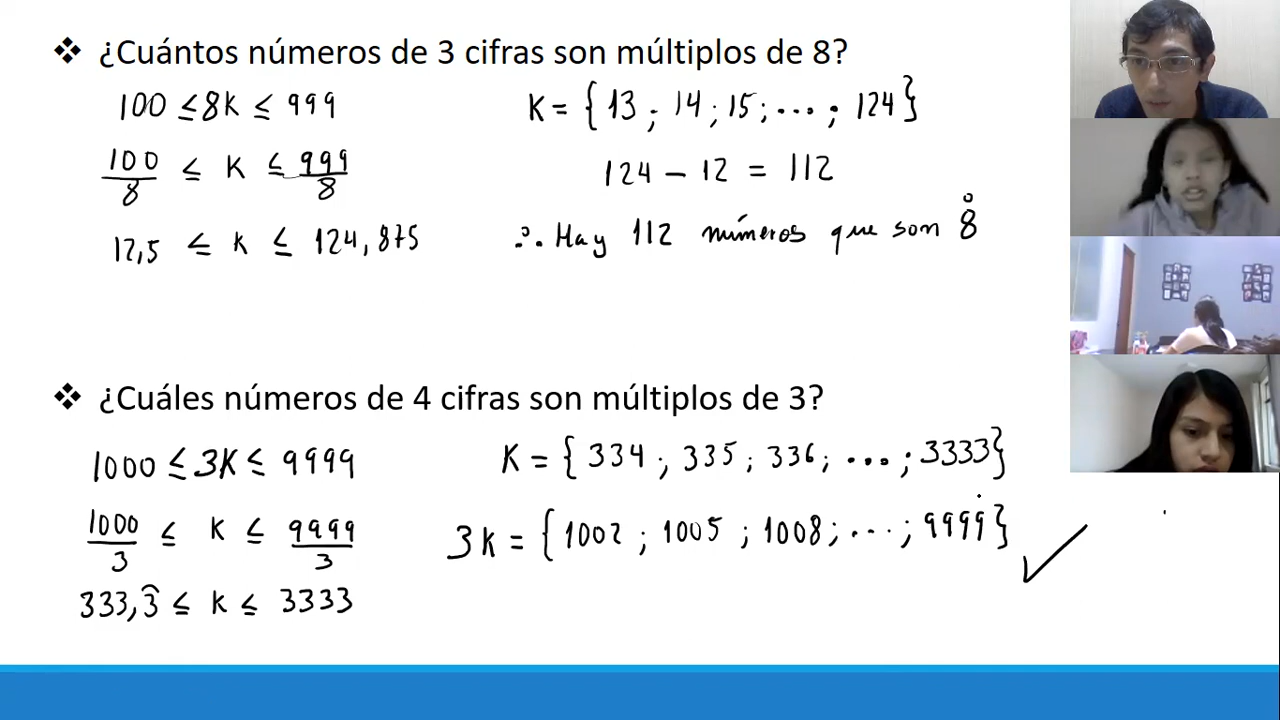 ❖ ¿Cuántos números de 3 cifras son múltiplos de 8?
100 ≤ 8K ≤ 999
100/8 ≤ K ≤ 999/8
12,5 ≤ K ≤ 124,875
K = { 13 ; 14 ; 15 ; ... ; 124 }
124 − 12 = 112
∴ Hay 112 números que son 8̊
❖ ¿Cuáles números de 4 cifras son múltiplos de 3?
1000 ≤ 3K ≤ 9999
1000/3 ≤ K ≤ 9999/3
333,3̑ ≤ K ≤ 3333
K = { 334 ; 335 ; 336 ; ... ; 3333 }
3K = { 1002 ; 1005 ; 1008 ; ... ; 9999 }